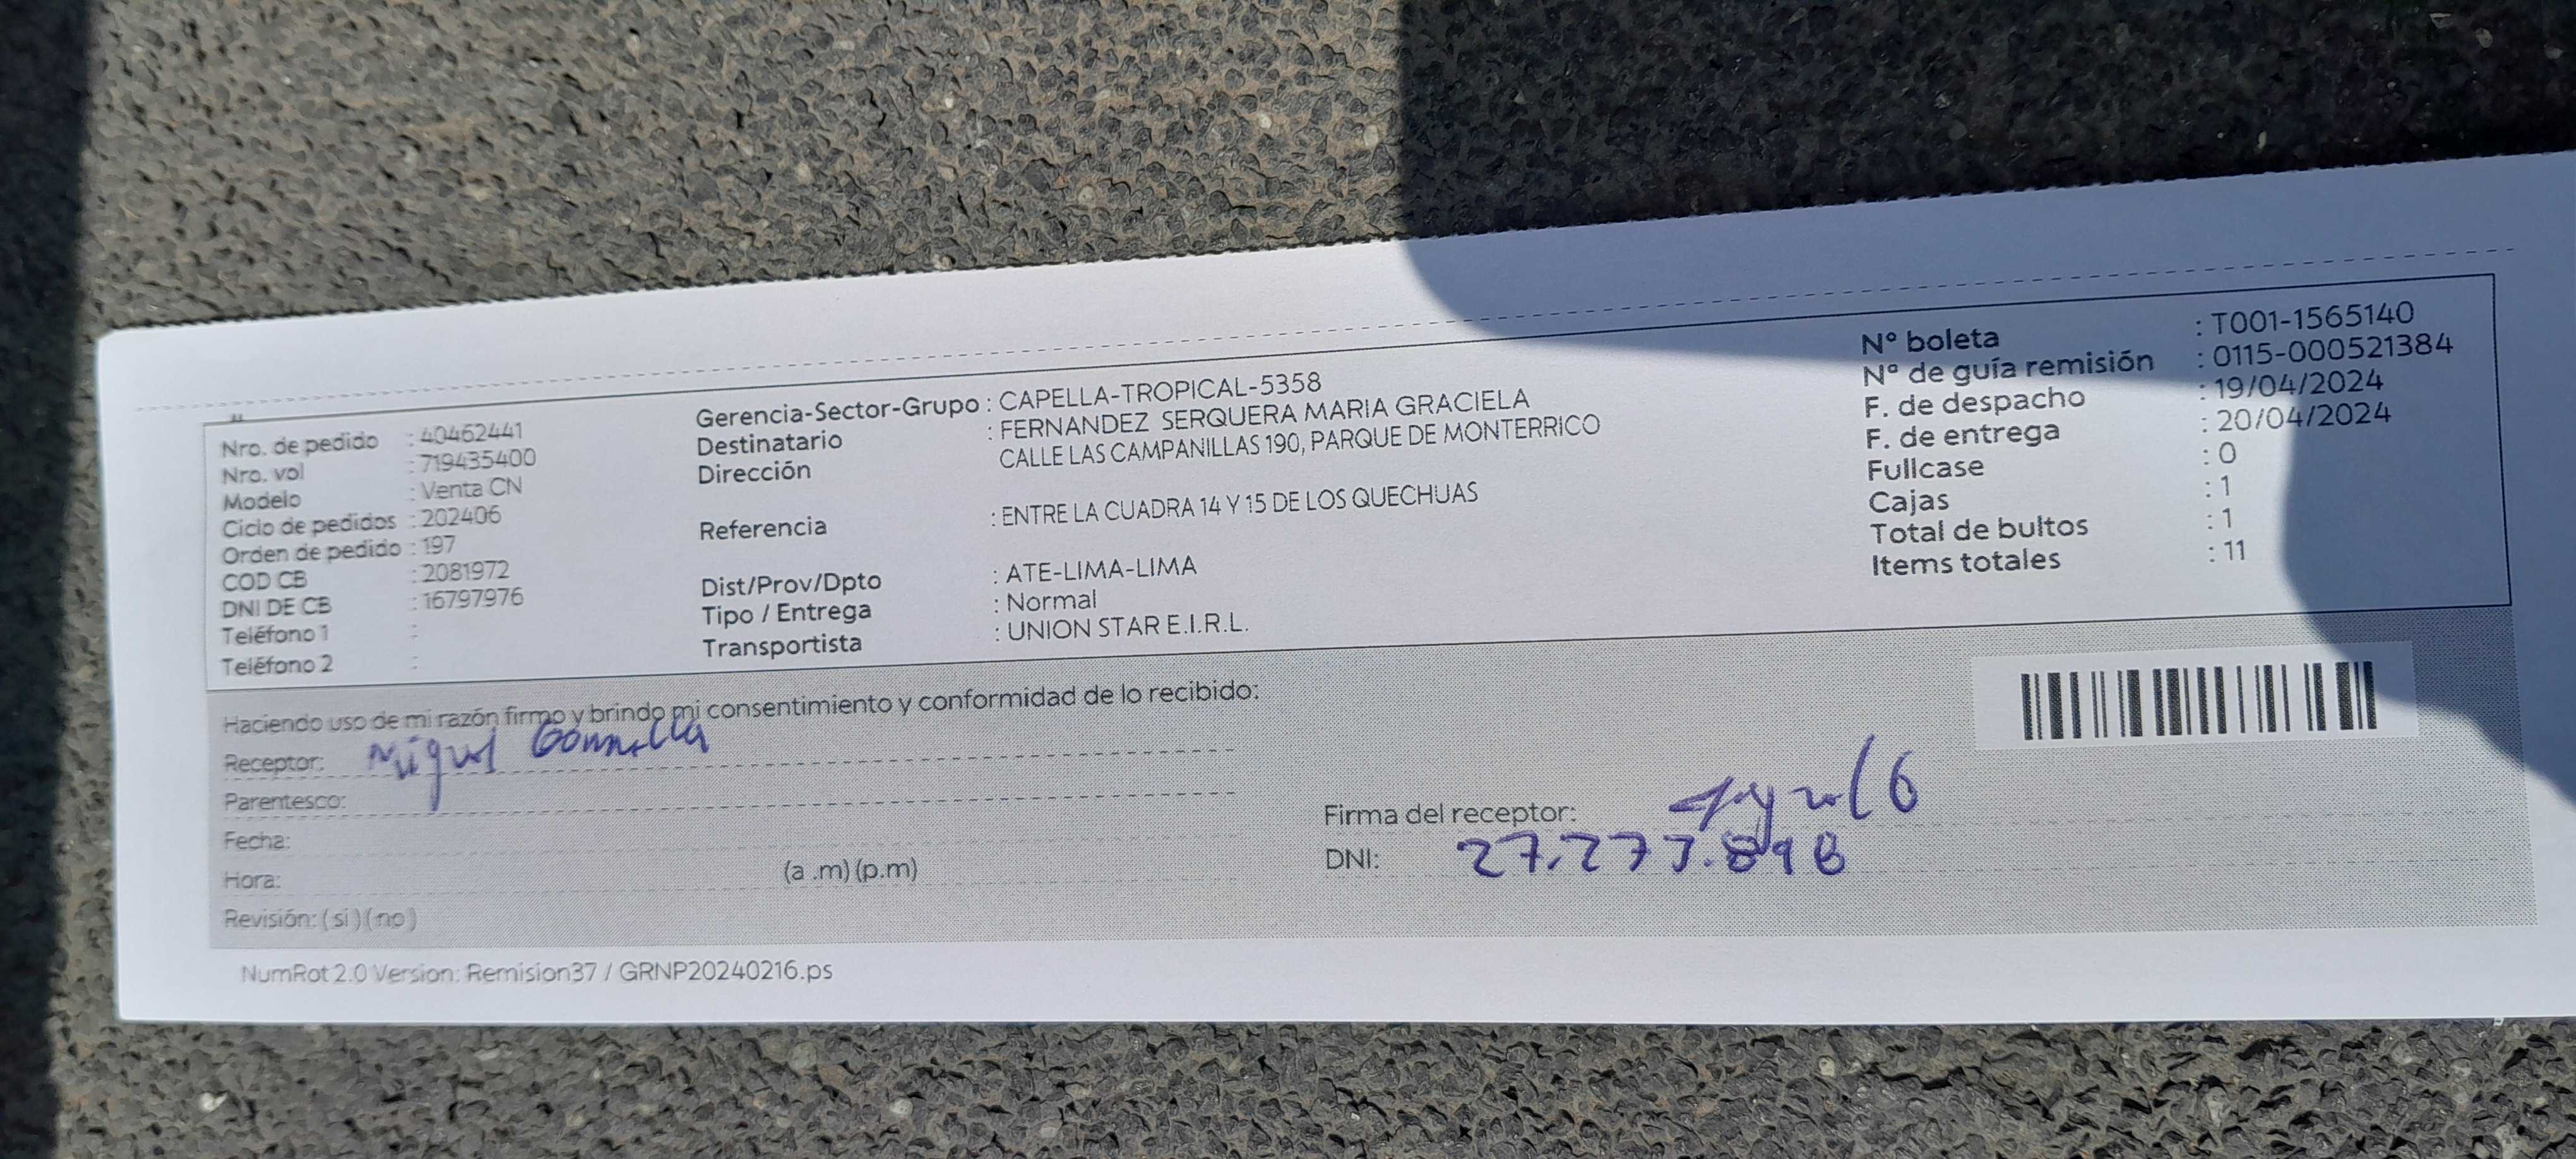 Nro. de pedido : 40462441
Nro. vol : 719435400
Modelo : Venta CN
Ciclo de pedidos : 202406
Orden de pedido : 197
COD CB : 2081972
DNI DE CB : 16797976
Teléfono 1 :
Teléfono 2 :
Gerencia-Sector-Grupo : CAPELLA-TROPICAL-5358
Destinatario : FERNANDEZ SERQUERA MARIA GRACIELA
Dirección CALLE LAS CAMPANILLAS 190, PARQUE DE MONTERRICO
Referencia : ENTRE LA CUADRA 14 Y 15 DE LOS QUECHUAS
Dist/Prov/Dpto : ATE-LIMA-LIMA
Tipo / Entrega : Normal
Transportista : UNION STAR E.I.R.L.
N° boleta : T001-1565140
N° de guía remisión : 0115-000521384
F. de despacho : 19/04/2024
F. de entrega : 20/04/2024
Fullcase : 0
Cajas : 1
Total de bultos : 1
Items totales : 11
Haciendo uso de mi razón firmo y brindo mi consentimiento y conformidad de lo recibido:
Receptor: Miguel
Parentesco:
Fecha:
Hora: (a .m) (p.m)
Revisión: ( si ) ( no )
Firma del receptor:
DNI:
NumRot 2.0 Version: Remision37 / GRNP20240216.ps